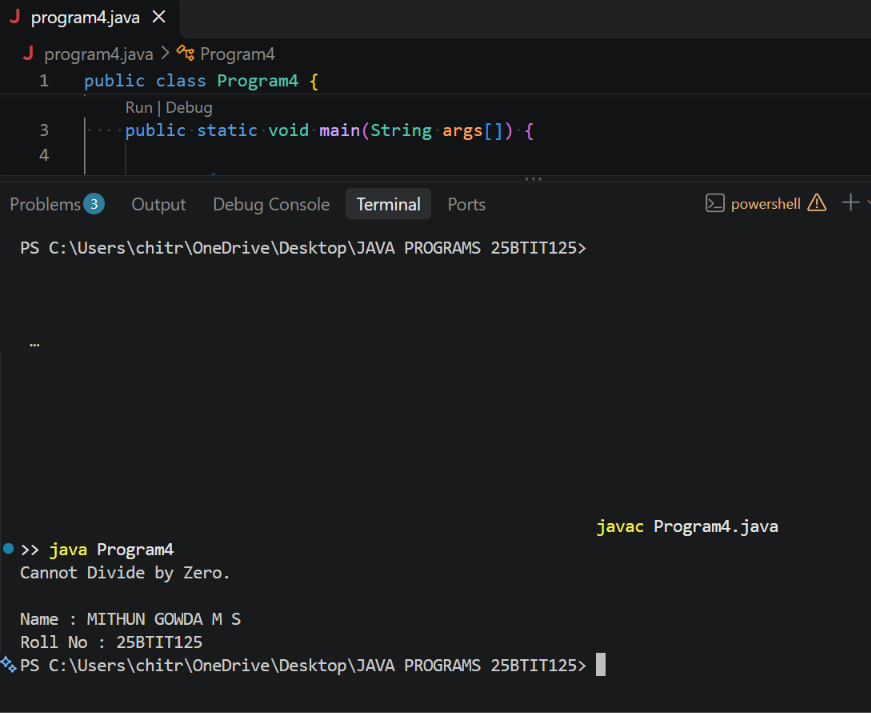 program4.java
program4.java > Program4
1 public class Program4 {
Run | Debug
3 public static void main(String args[]) {
4
Problems 3 Output Debug Console Terminal Ports powershell
PS C:\Users\chitr\OneDrive\Desktop\JAVA PROGRAMS 25BTIT125>
…
javac Program4.java
>> java Program4
Cannot Divide by Zero.
Name : MITHUN GOWDA M S
Roll No : 25BTIT125
PS C:\Users\chitr\OneDrive\Desktop\JAVA PROGRAMS 25BTIT125>